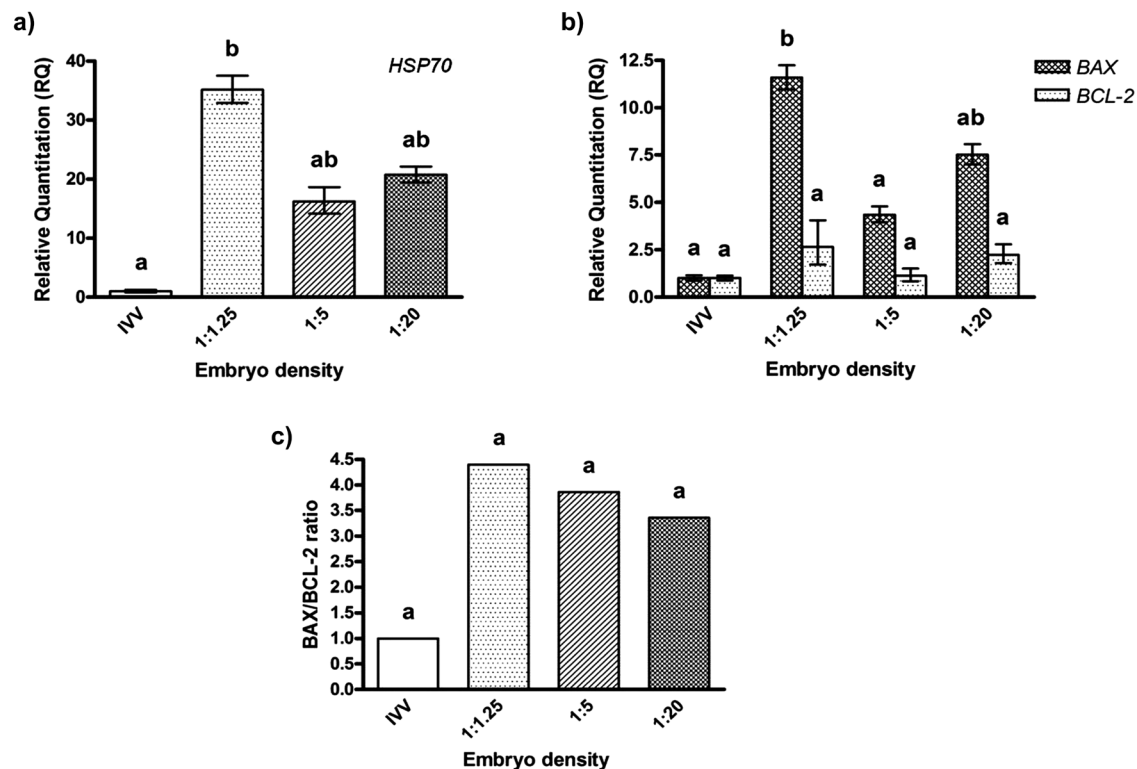 a)
HSP70
Relative Quantitation (RQ)
40
30
20
10
0
a
b
ab
ab
IVV
1:1.25
1:5
1:20
Embryo density
b)
BAX
BCL-2
Relative Quantitation (RQ)
12.5
10.0
7.5
5.0
2.5
0.0
a a
b
a
a
a
ab
a
IVV
1:1.25
1:5
1:20
Embryo density
c)
BAX/BCL-2 ratio
4.5
4.0
3.5
3.0
2.5
2.0
1.5
1.0
0.5
0.0
a
a
a
a
IVV
1:1.25
1:5
1:20
Embryo density